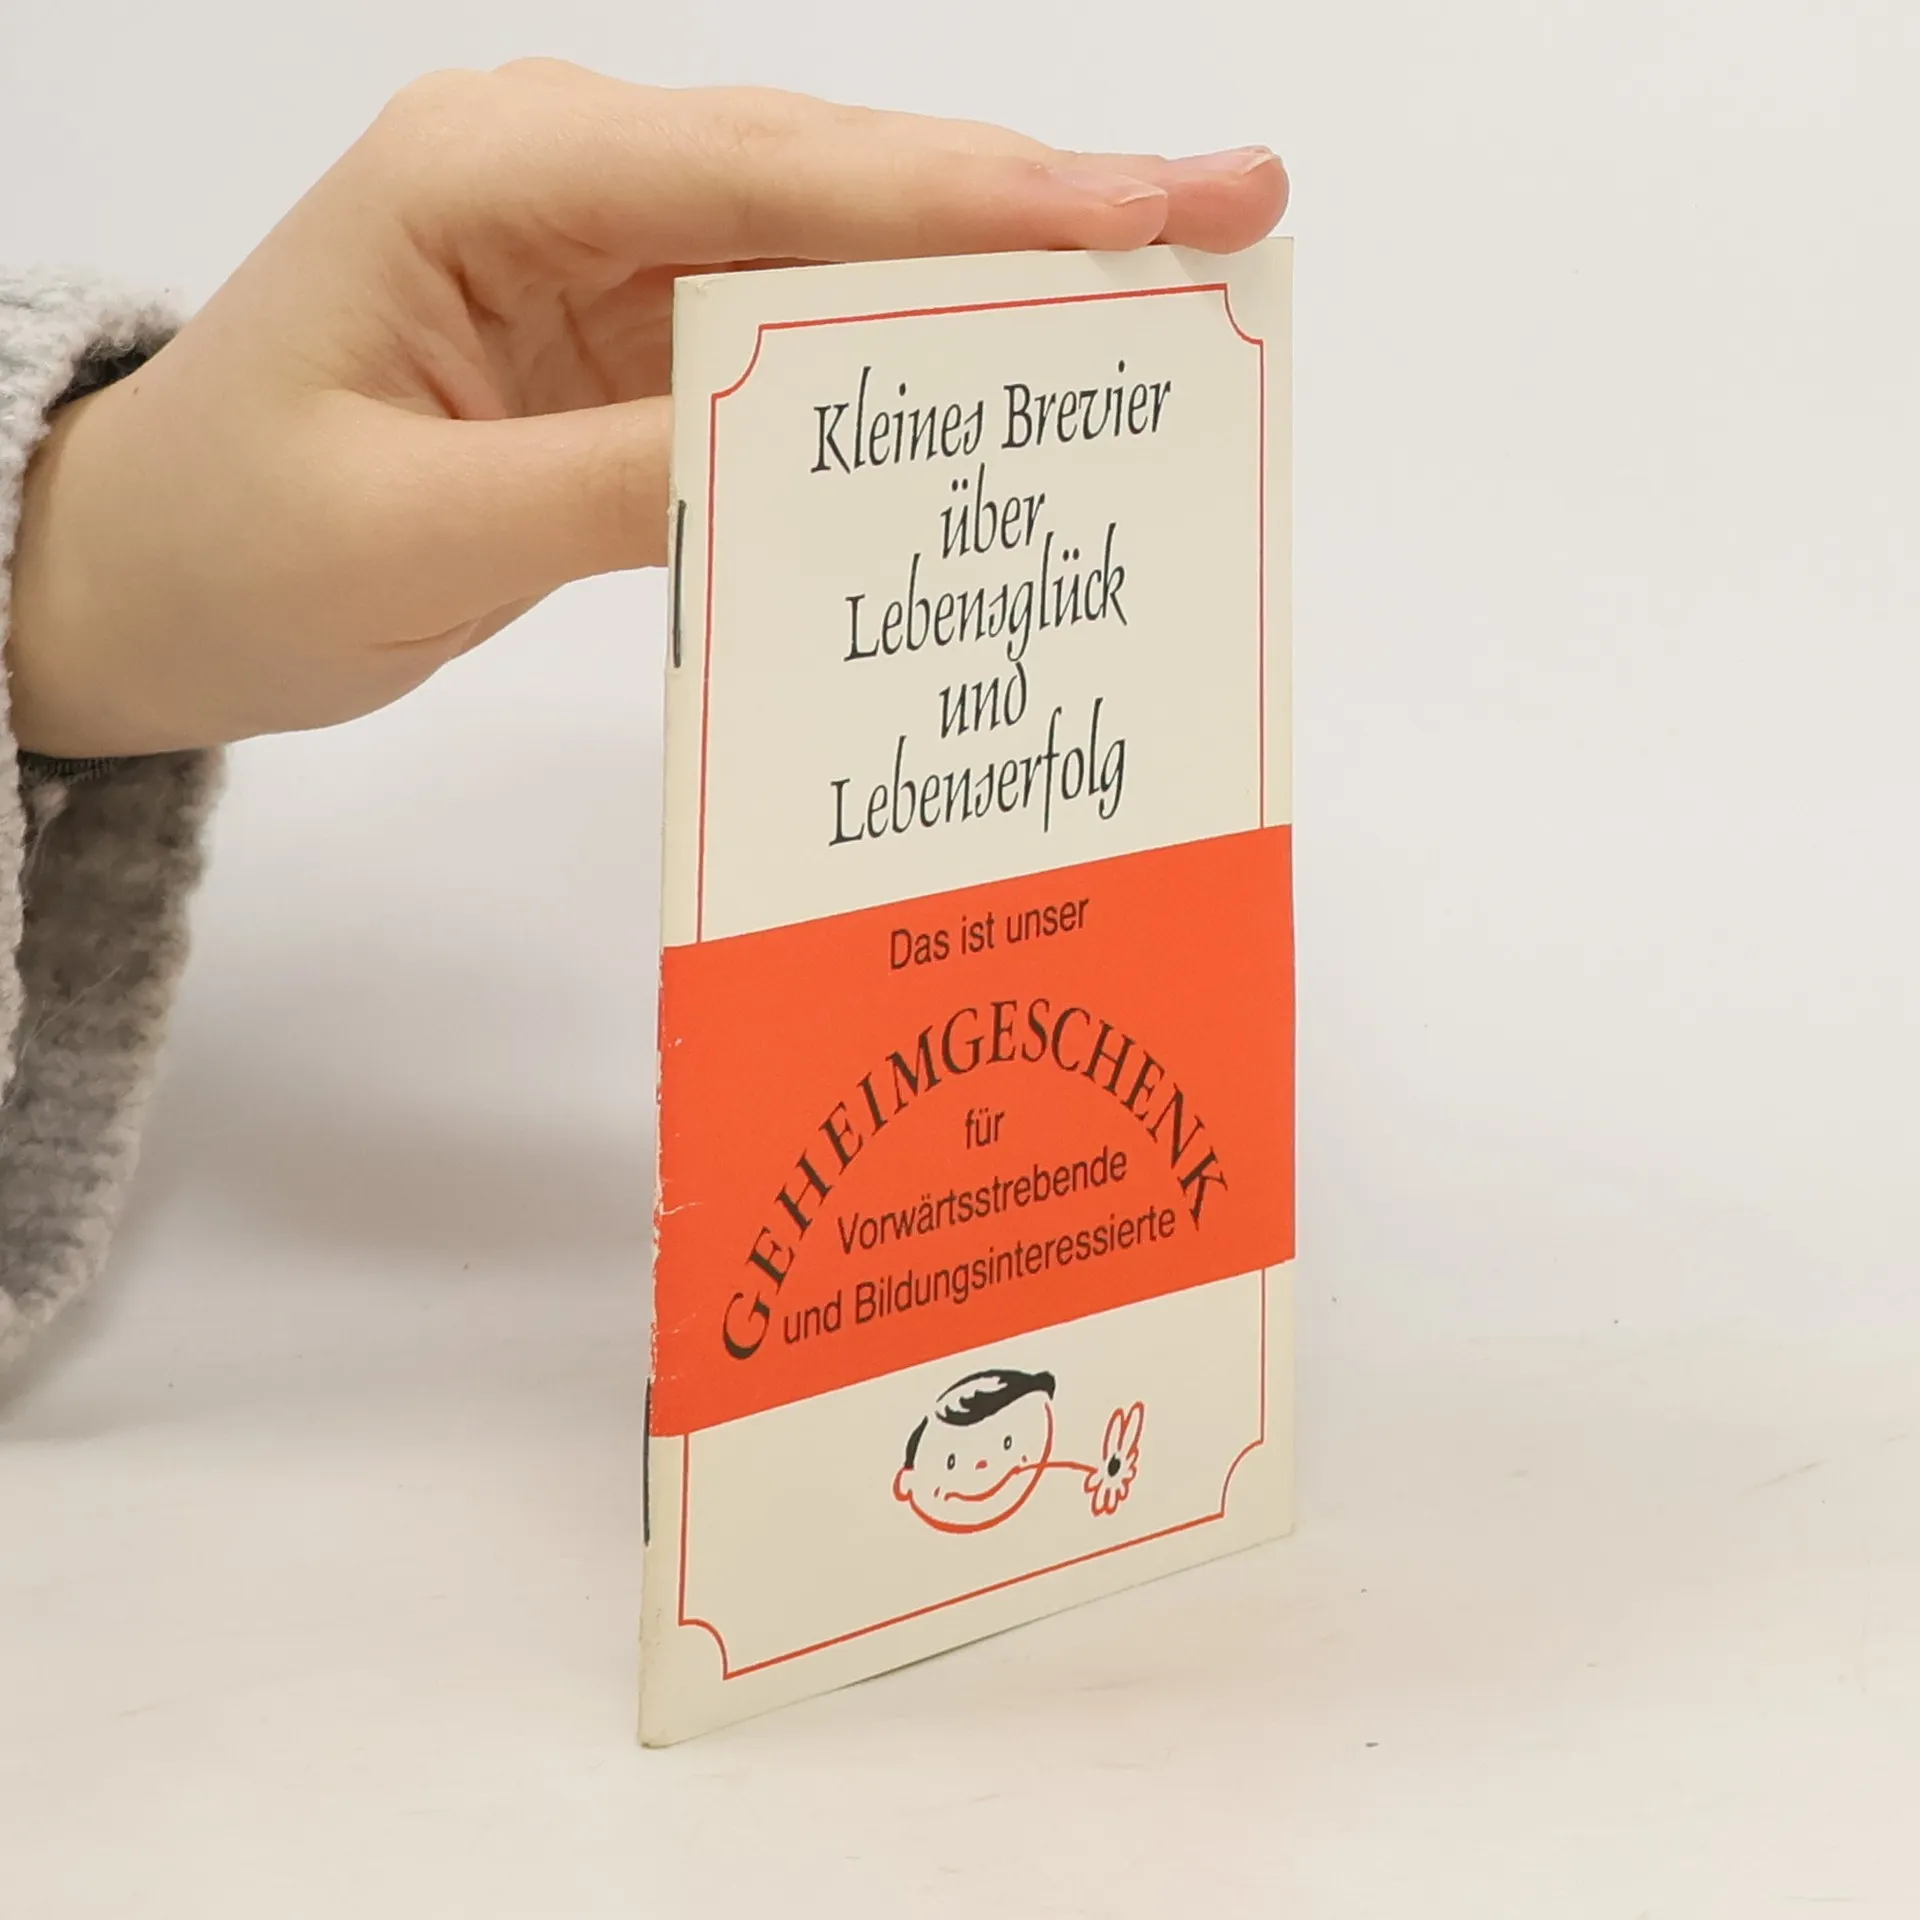 Kleines Brevier
über
Lebensglück
und
Lebenserfolg
Das ist unser
GEHEIMGESCHENK
für
Vorwärtsstrebende
und Bildungsinteressierte